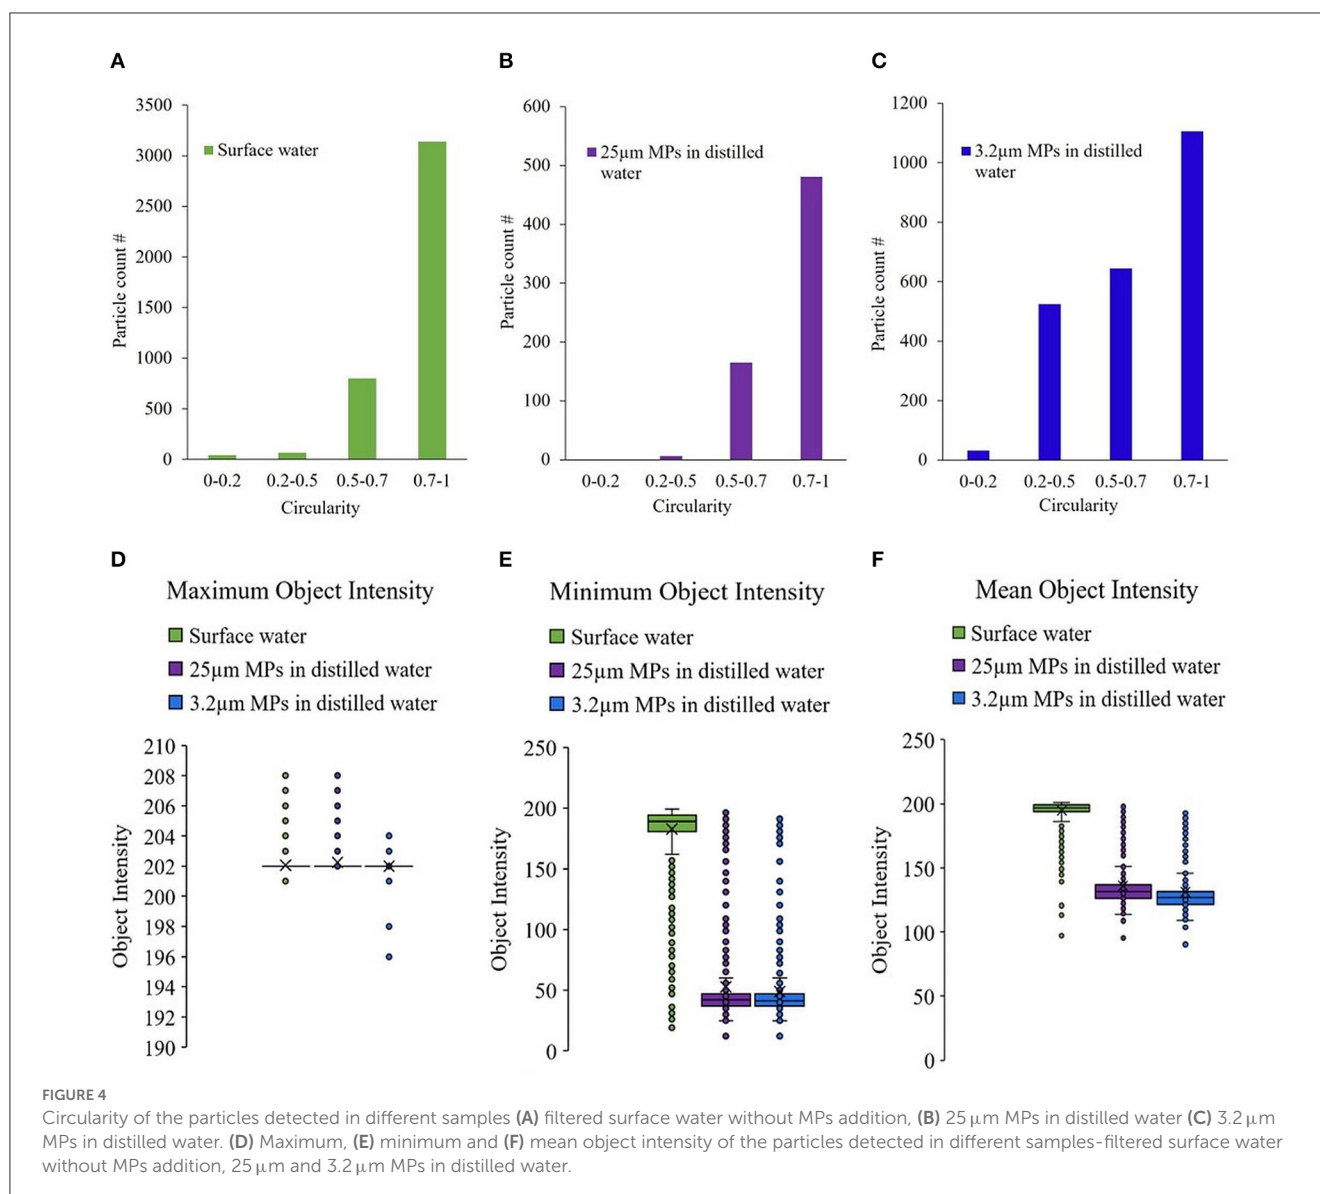 A
3500
3000
2500
2000
1500
1000
500
0
Particle count #
Surface water
0-0.2 0.2-0.5 0.5-0.7 0.7-1
Circularity
B
600
500
400
300
200
100
0
Particle count #
25µm MPs in distilled
water
0-0.2 0.2-0.5 0.5-0.7 0.7-1
Circularity
C
1200
1000
800
600
400
200
0
Particle count #
3.2µm MPs in distilled
water
0-0.2 0.2-0.5 0.5-0.7 0.7-1
Circularity
D
Maximum Object Intensity
Surface water
25µm MPs in distilled water
3.2µm MPs in distilled water
210
208
206
204
202
200
198
196
194
192
190
Object Intensity
E
Minimum Object Intensity
Surface water
25µm MPs in distilled water
3.2µm MPs in distilled water
250
200
150
100
50
0
Object Intensity
F
Mean Object Intensity
Surface water
25µm MPs in distilled water
3.2µm MPs in distilled water
250
200
150
100
50
0
Object Intensity
FIGURE 4
Circularity of the particles detected in different samples (A) filtered surface water without MPs addition, (B) 25 µm MPs in distilled water (C) 3.2 µm
MPs in distilled water. (D) Maximum, (E) minimum and (F) mean object intensity of the particles detected in different samples-filtered surface water
without MPs addition, 25 µm and 3.2 µm MPs in distilled water.